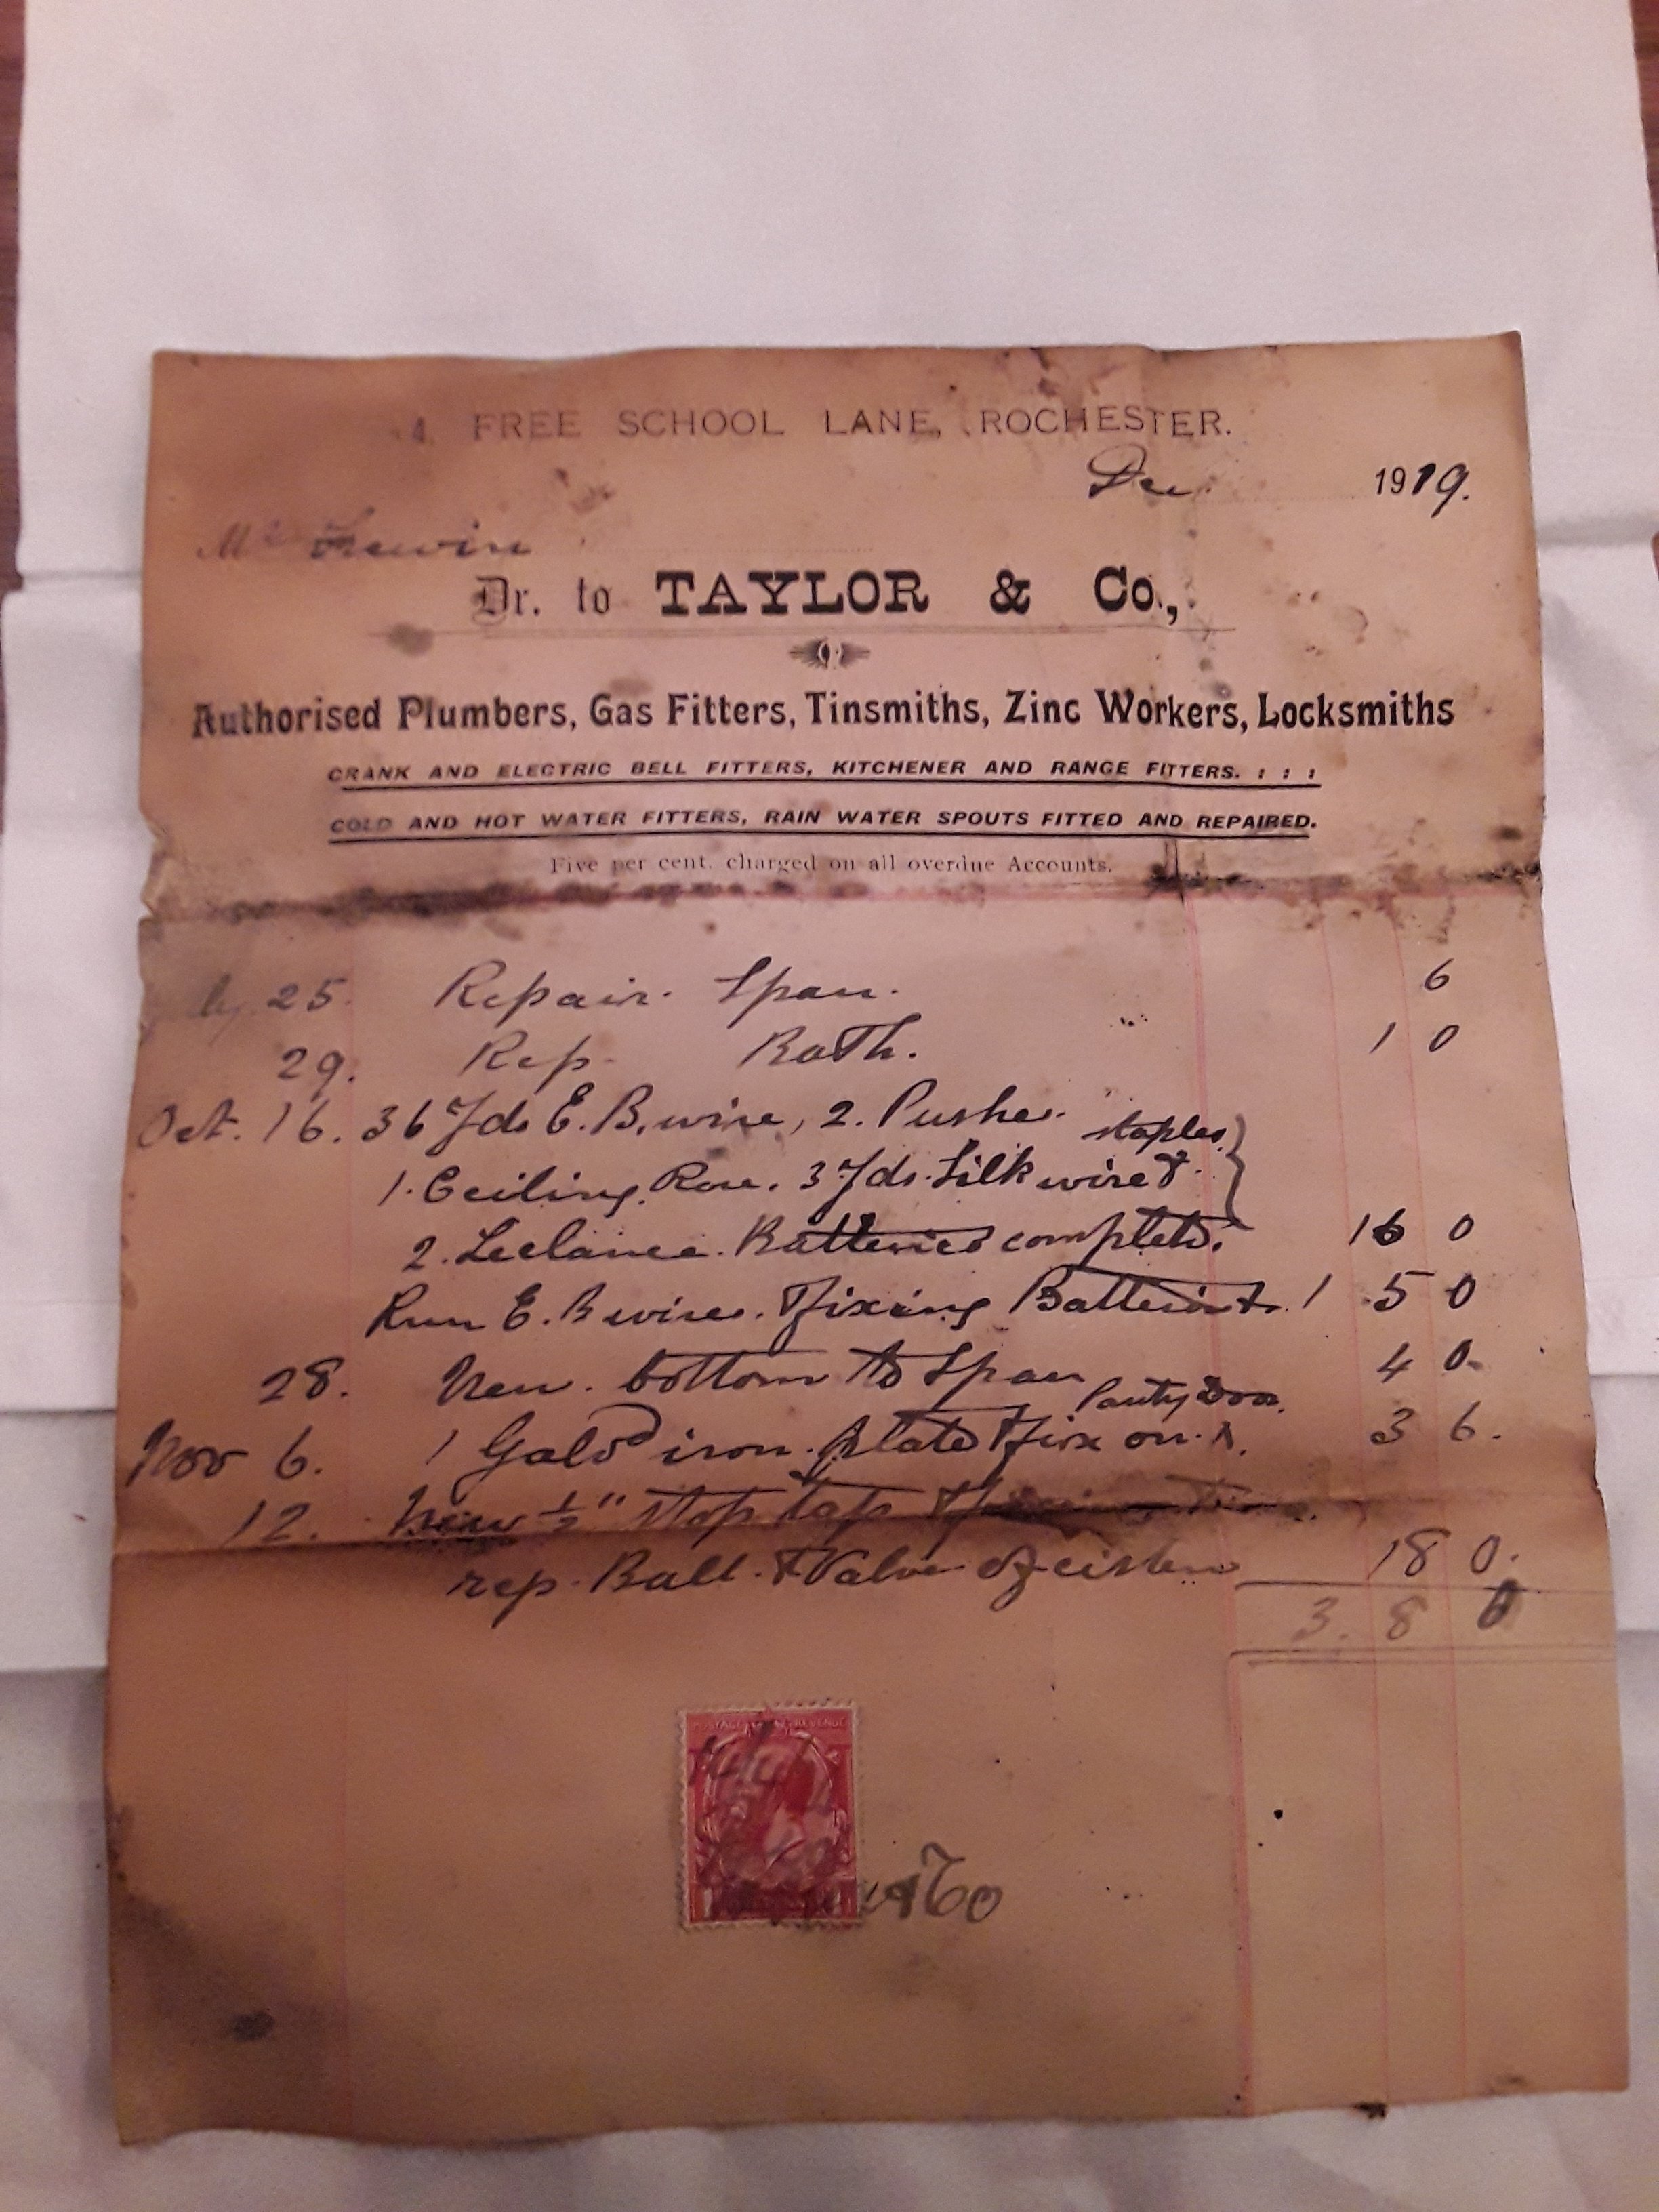 4 FREE SCHOOL LANE, ROCHESTER.
Dec. 1919.
Mr
Dr. to TAYLOR & Co.,
Authorised Plumbers, Gas Fitters, Tinsmiths, Zinc Workers, Locksmiths
CRANK AND ELECTRIC BELL FITTERS, KITCHENER AND RANGE FITTERS. : : :
COLD AND HOT WATER FITTERS, RAIN WATER SPOUTS FITTED AND REPAIRED.
Five per cent. charged on all overdue Accounts.
25. Repair. Span. 6
29. Rep. Bath. 1 0
Oct. 16. 36 Yds E. B. wire, 2. Pushes. staples
1. Ceiling Rose. 3 Yds. Silk wire &
2. Leclance. Batteries complete. 16 0
Run E. B wires. & fixing Batteries 1 5 0
28. New. bottom to Span 4 0.
Nov 6. 1 Galvd iron. plate & fix on. Pantry Door. 3 6.
12. New ½" stop tap &
rep. Ball. & Valve of cistern 18 0.
3. 8 0
POSTAGE REVENUE